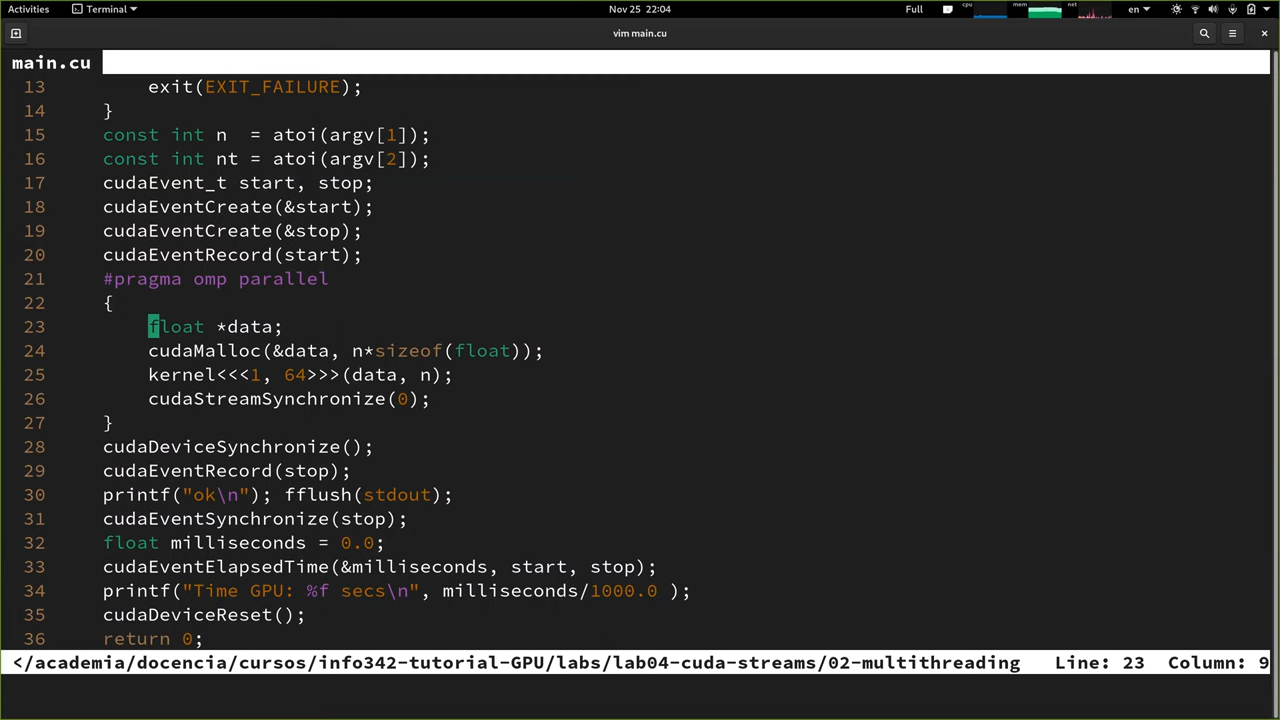 Activities Terminal Nov 25 22:04 Full cpu mem net en
vim main.cu
main.cu
13         exit(EXIT_FAILURE);
14     }
15     const int n  = atoi(argv[1]);
16     const int nt = atoi(argv[2]);
17     cudaEvent_t start, stop;
18     cudaEventCreate(&start);
19     cudaEventCreate(&stop);
20     cudaEventRecord(start);
21     #pragma omp parallel
22     {
23         float *data;
24         cudaMalloc(&data, n*sizeof(float));
25         kernel<<<1, 64>>>(data, n);
26         cudaStreamSynchronize(0);
27     }
28     cudaDeviceSynchronize();
29     cudaEventRecord(stop);
30     printf("ok\n"); fflush(stdout);
31     cudaEventSynchronize(stop);
32     float milliseconds = 0.0;
33     cudaEventElapsedTime(&milliseconds, start, stop);
34     printf("Time GPU: %f secs\n", milliseconds/1000.0 );
35     cudaDeviceReset();
36     return 0;
</academia/docencia/cursos/info342-tutorial-GPU/labs/lab04-cuda-streams/02-multithreading   Line: 23  Column: 9